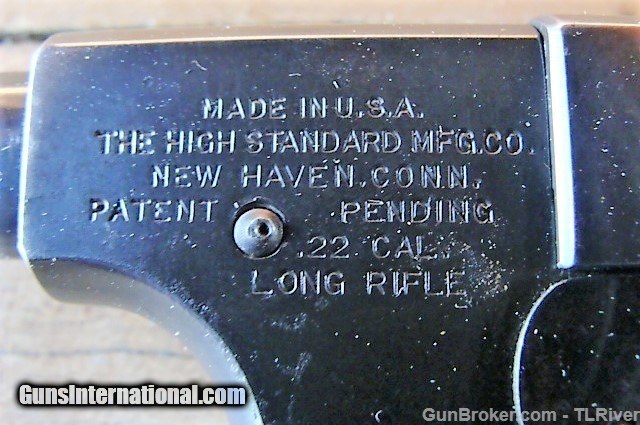 MADE IN U.S.A.
THE HIGH STANDARD MFG.CO.
NEW HAVEN.CONN.
PATENT PENDING
.22 CAL.
LONG RIFLE
GunsInternational.com
GunBroker.com - TLRiver